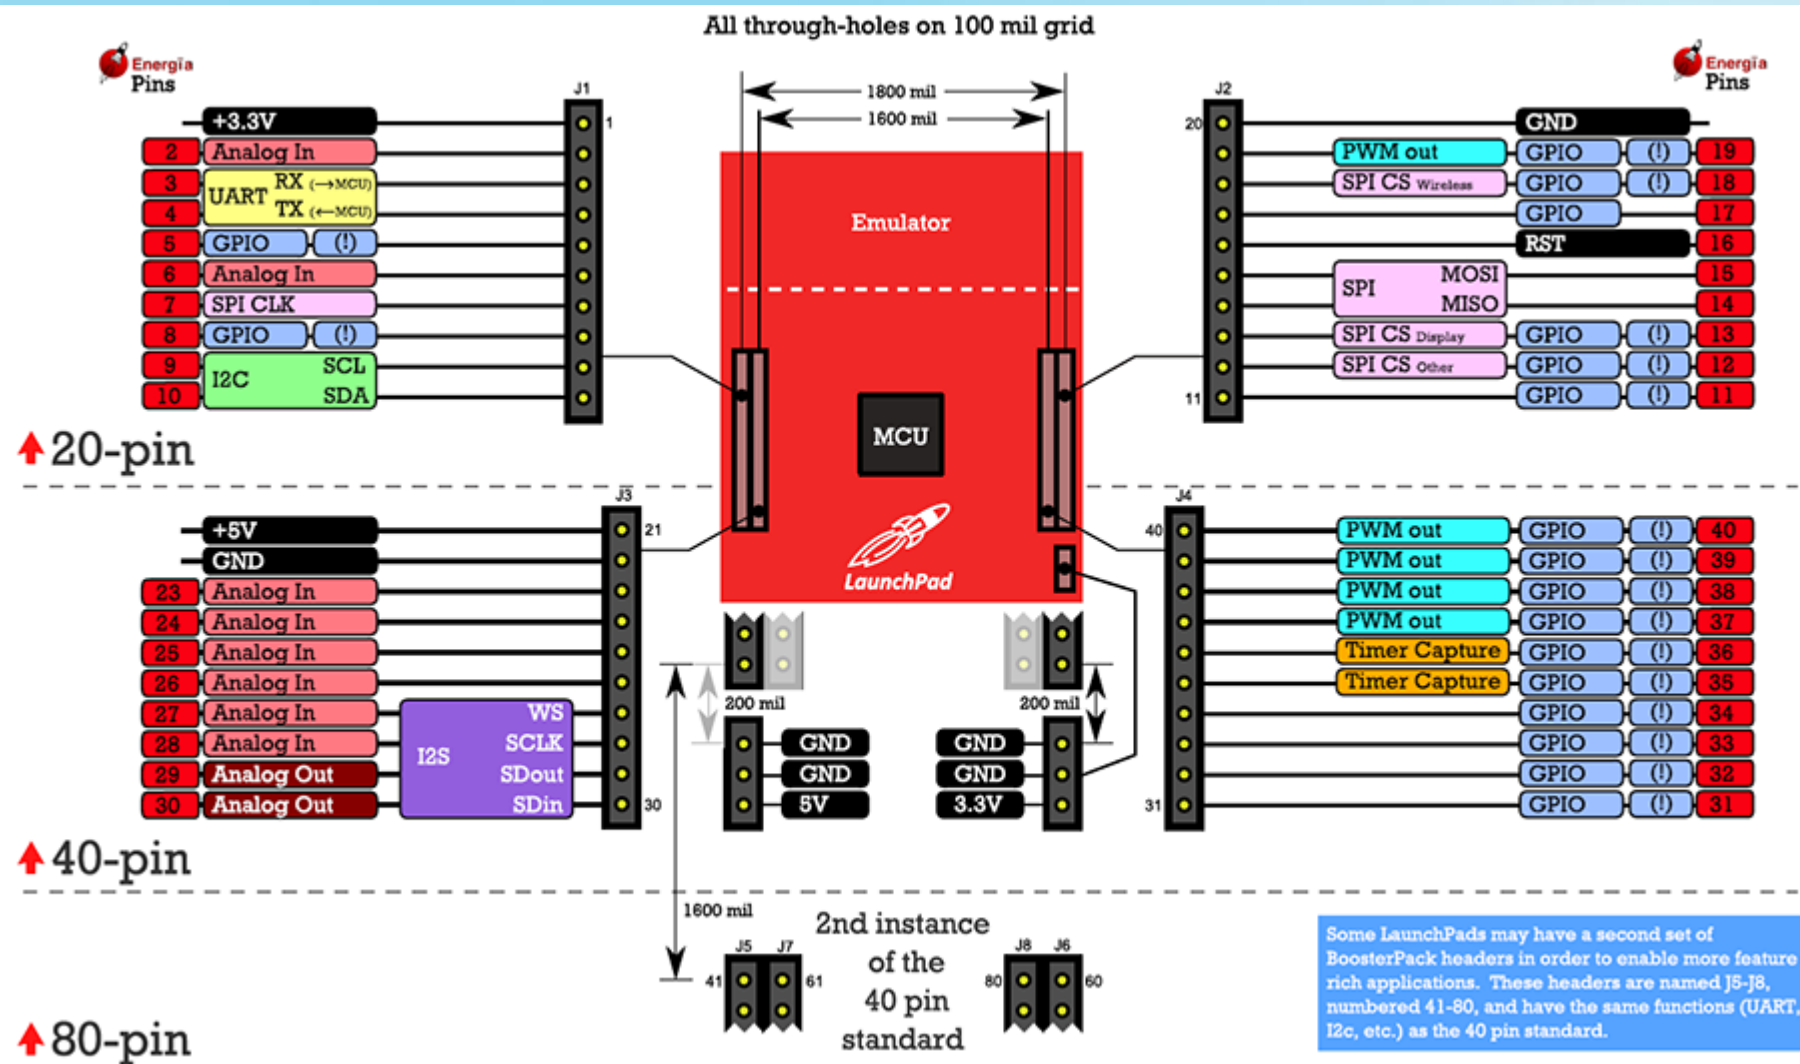 All through-holes on 100 mil grid
Energia
Pins
Energia
Pins
1800 mil
1600 mil
J1
+3.3V 1
2 Analog In
3 UART RX (→MCU)
4 TX (←MCU)
5 GPIO (!)
6 Analog In
7 SPI CLK
8 GPIO (!)
9 I2C SCL
10 SDA
Emulator
MCU
LaunchPad
J2
20 GND
PWM out GPIO (!) 19
SPI CS Wireless GPIO (!) 18
GPIO 17
RST 16
SPI MOSI 15
MISO 14
SPI CS Display GPIO (!) 13
SPI CS Other GPIO (!) 12
11 GPIO (!) 11
20-pin
J3
+5V 21
GND
23 Analog In
24 Analog In
25 Analog In
26 Analog In
27 Analog In I2S WS
28 Analog In SCLK
29 Analog Out SDout
30 Analog Out SDin 30
200 mil
GND
GND
5V
200 mil
GND
GND
3.3V
J4
40 PWM out GPIO (!) 40
PWM out GPIO (!) 39
PWM out GPIO (!) 38
PWM out GPIO (!) 37
Timer Capture GPIO (!) 36
Timer Capture GPIO (!) 35
GPIO (!) 34
GPIO (!) 33
GPIO (!) 32
31 GPIO (!) 31
40-pin
1600 mil
2nd instance
of the
40 pin
standard
J5 J7
41 61
J8 J6
80 60
Some LaunchPads may have a second set of
BoosterPack headers in order to enable more feature
rich applications. These headers are named J5-J8,
numbered 41-80, and have the same functions (UART,
I2c, etc.) as the 40 pin standard.
80-pin